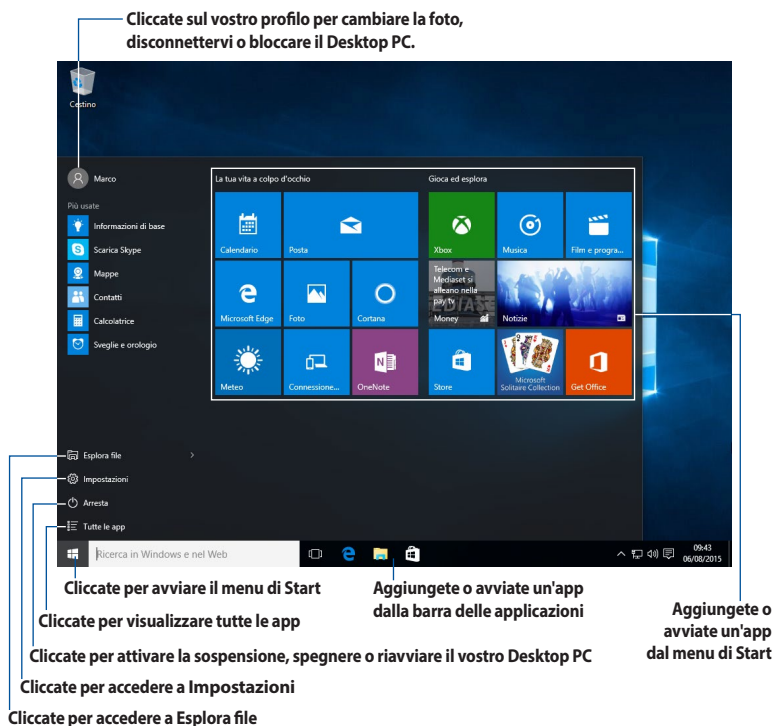 Cliccate sul vostro profilo per cambiare la foto,
disconnettervi o bloccare il Desktop PC.
Cestino
Marco
Più usate
Informazioni di base
Scarica Skype
Mappe
Contatti
Calcolatrice
Sveglie e orologio
Esplora file
Impostazioni
Arresta
Tutte le app
La tua vita a colpo d'occhio
Calendario
Posta
Microsoft Edge
Foto
Cortana
Meteo
Connessione...
OneNote
Gioca ed esplora
Xbox
Musica
Film e progra...
Telecom e
Mediaset si
alleano nella
pay tv
Money
Notizie
Store
Microsoft
Solitaire Collection
Get Office
Ricerca in Windows e nel Web
09:43
06/08/2015
Cliccate per avviare il menu di Start
Aggiungete o avviate un'app
dalla barra delle applicazioni
Aggiungete o
avviate un'app
dal menu di Start
Cliccate per visualizzare tutte le app
Cliccate per attivare la sospensione, spegnere o riavviare il vostro Desktop PC
Cliccate per accedere a Impostazioni
Cliccate per accedere a Esplora file